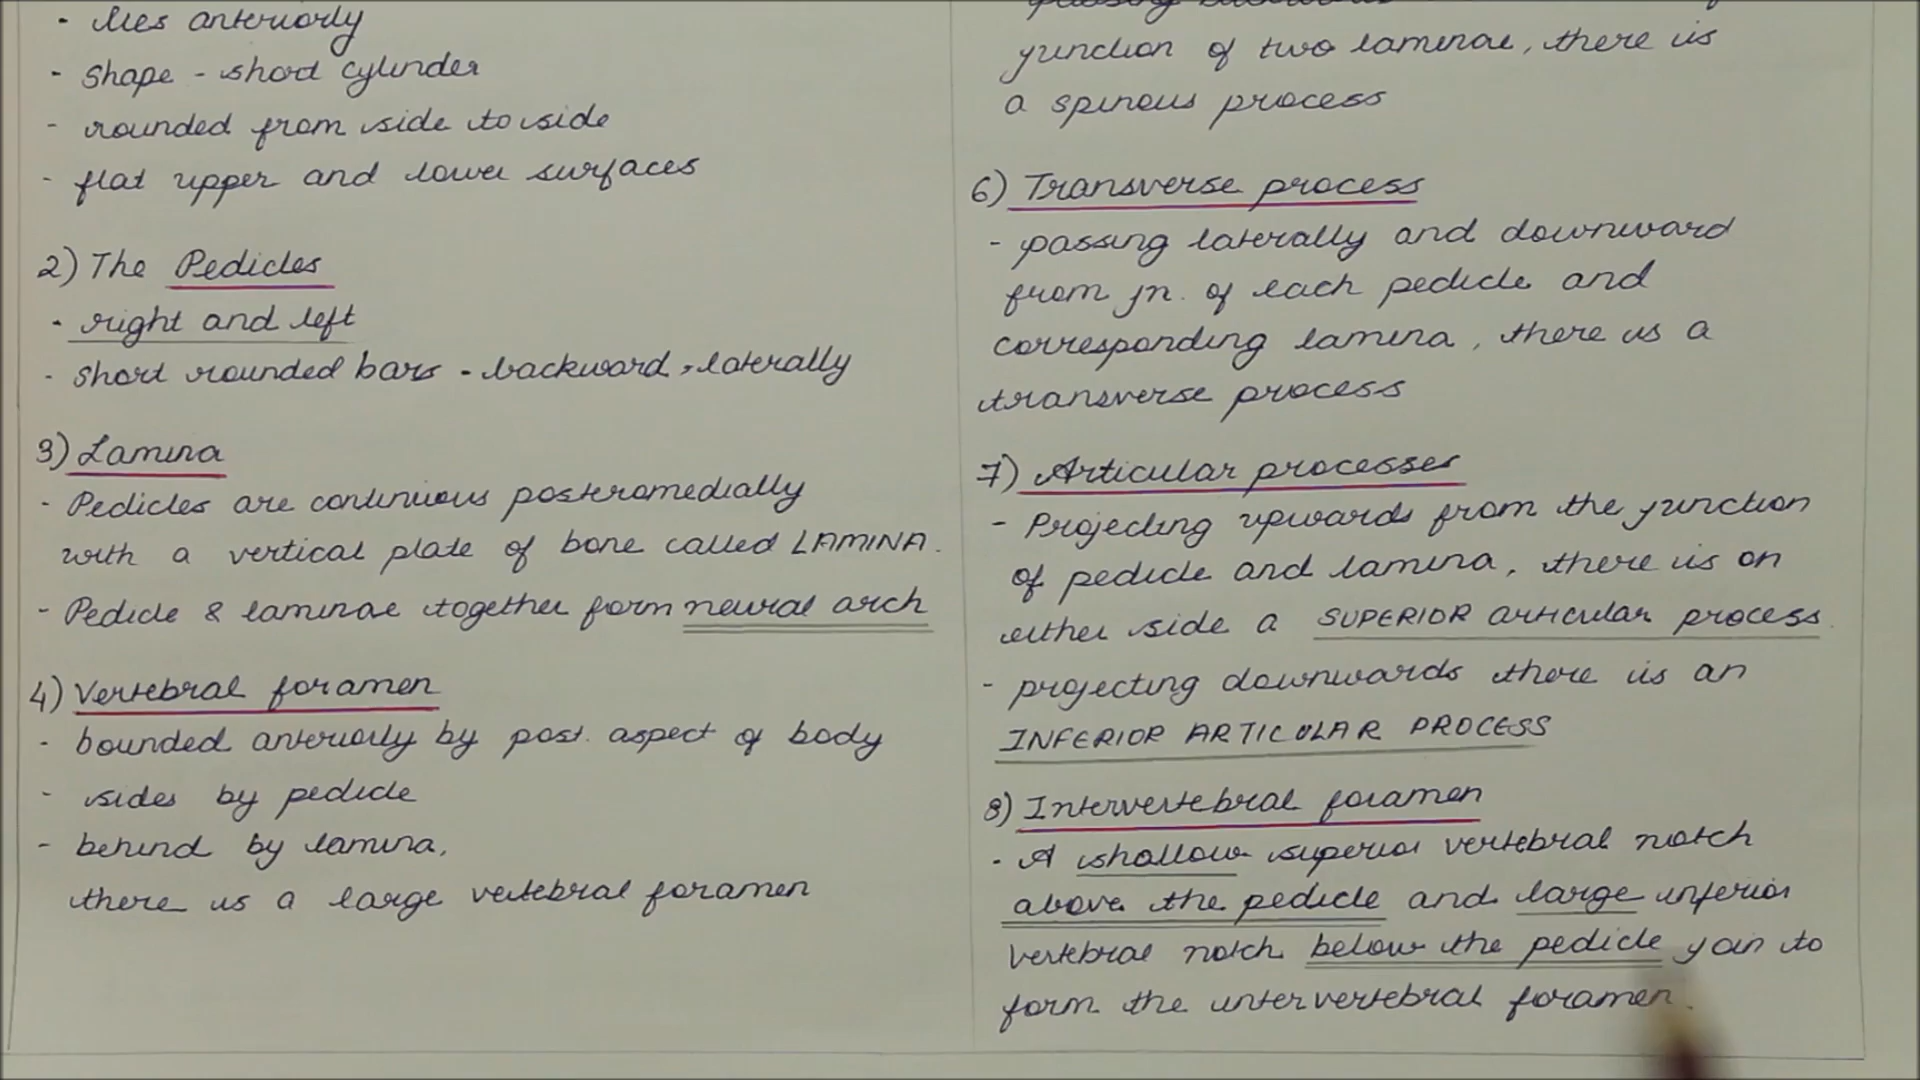 - lies anteriorly
- shape - short cylinder
- rounded from side to side
- flat upper and lower surfaces
2) The Pedicles
- right and left
- short rounded bars - backward, laterally
3) Lamina
- Pedicles are continuous posteromedially
with a vertical plate of bone called LAMINA.
- Pedicle & laminae together form neural arch
4) Vertebral foramen
- bounded anteriorly by post. aspect of body
- sides by pedicle
- behind by lamina,
there is a large vertebral foramen
passing
junction of two laminae, there is
a spinous process
6) Transverse process
- passing laterally and downward
from jn. of each pedicle and
corresponding lamina, there is a
transverse process
7) Articular processes
- Projecting upwards from the junction
of pedicle and lamina, there is on
either side a SUPERIOR articular process.
- projecting downwards there is an
INFERIOR ARTICULAR PROCESS
8) Intervertebral foramen
- A shallow superior vertebral notch
above the pedicle and large inferior
vertebral notch below the pedicle join to
form the intervertebral foramen.